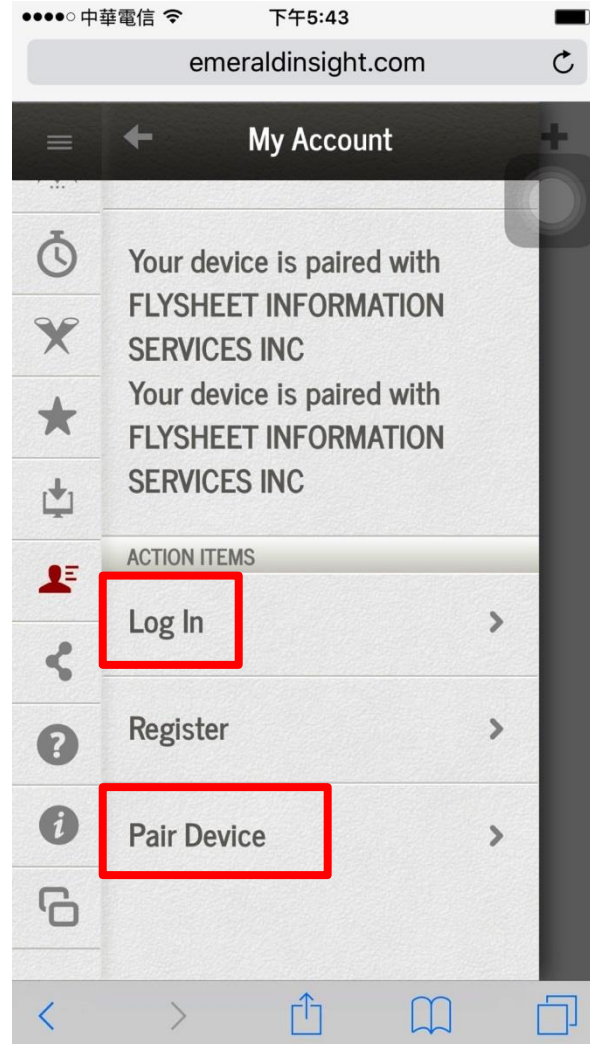 中華電信 下午5:43
emeraldinsight.com
My Account
Your device is paired with
FLYSHEET INFORMATION
SERVICES INC
Your device is paired with
FLYSHEET INFORMATION
SERVICES INC
ACTION ITEMS
Log In
Register
Pair Device